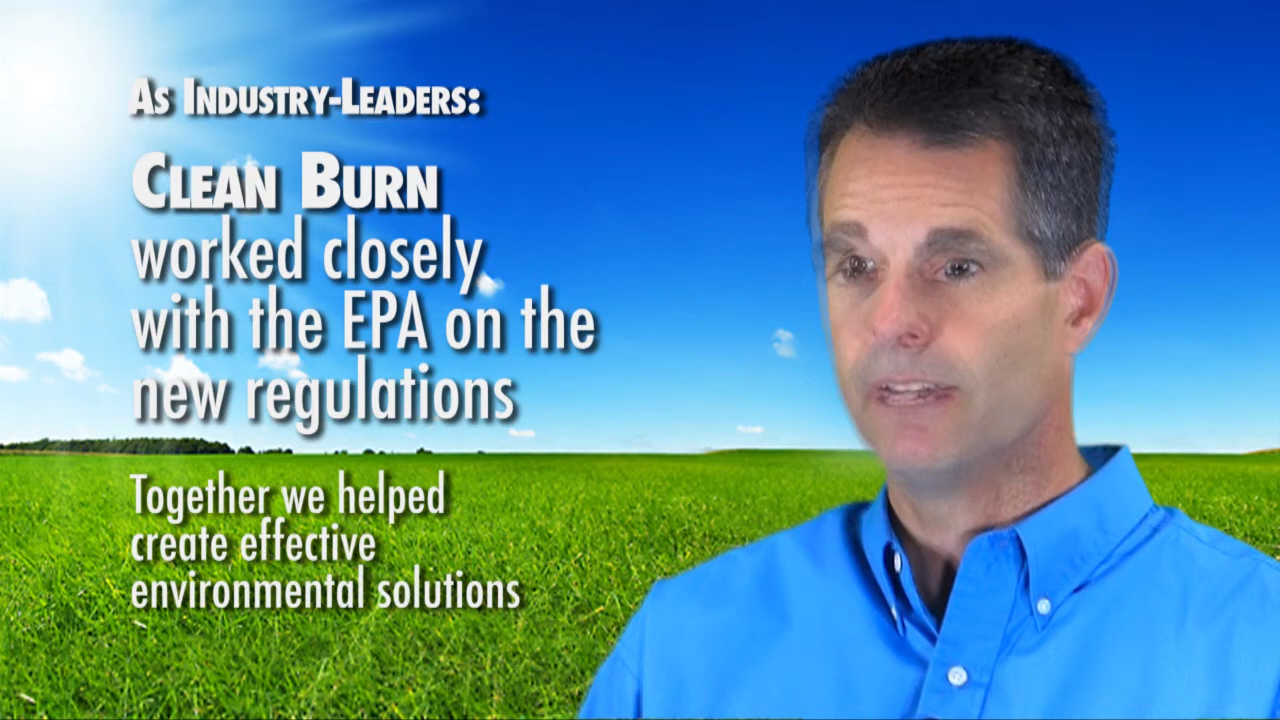 As Industry-Leaders:
Clean Burn
worked closely
with the EPA on the
new regulations
Together we helped
create effective
environmental solutions